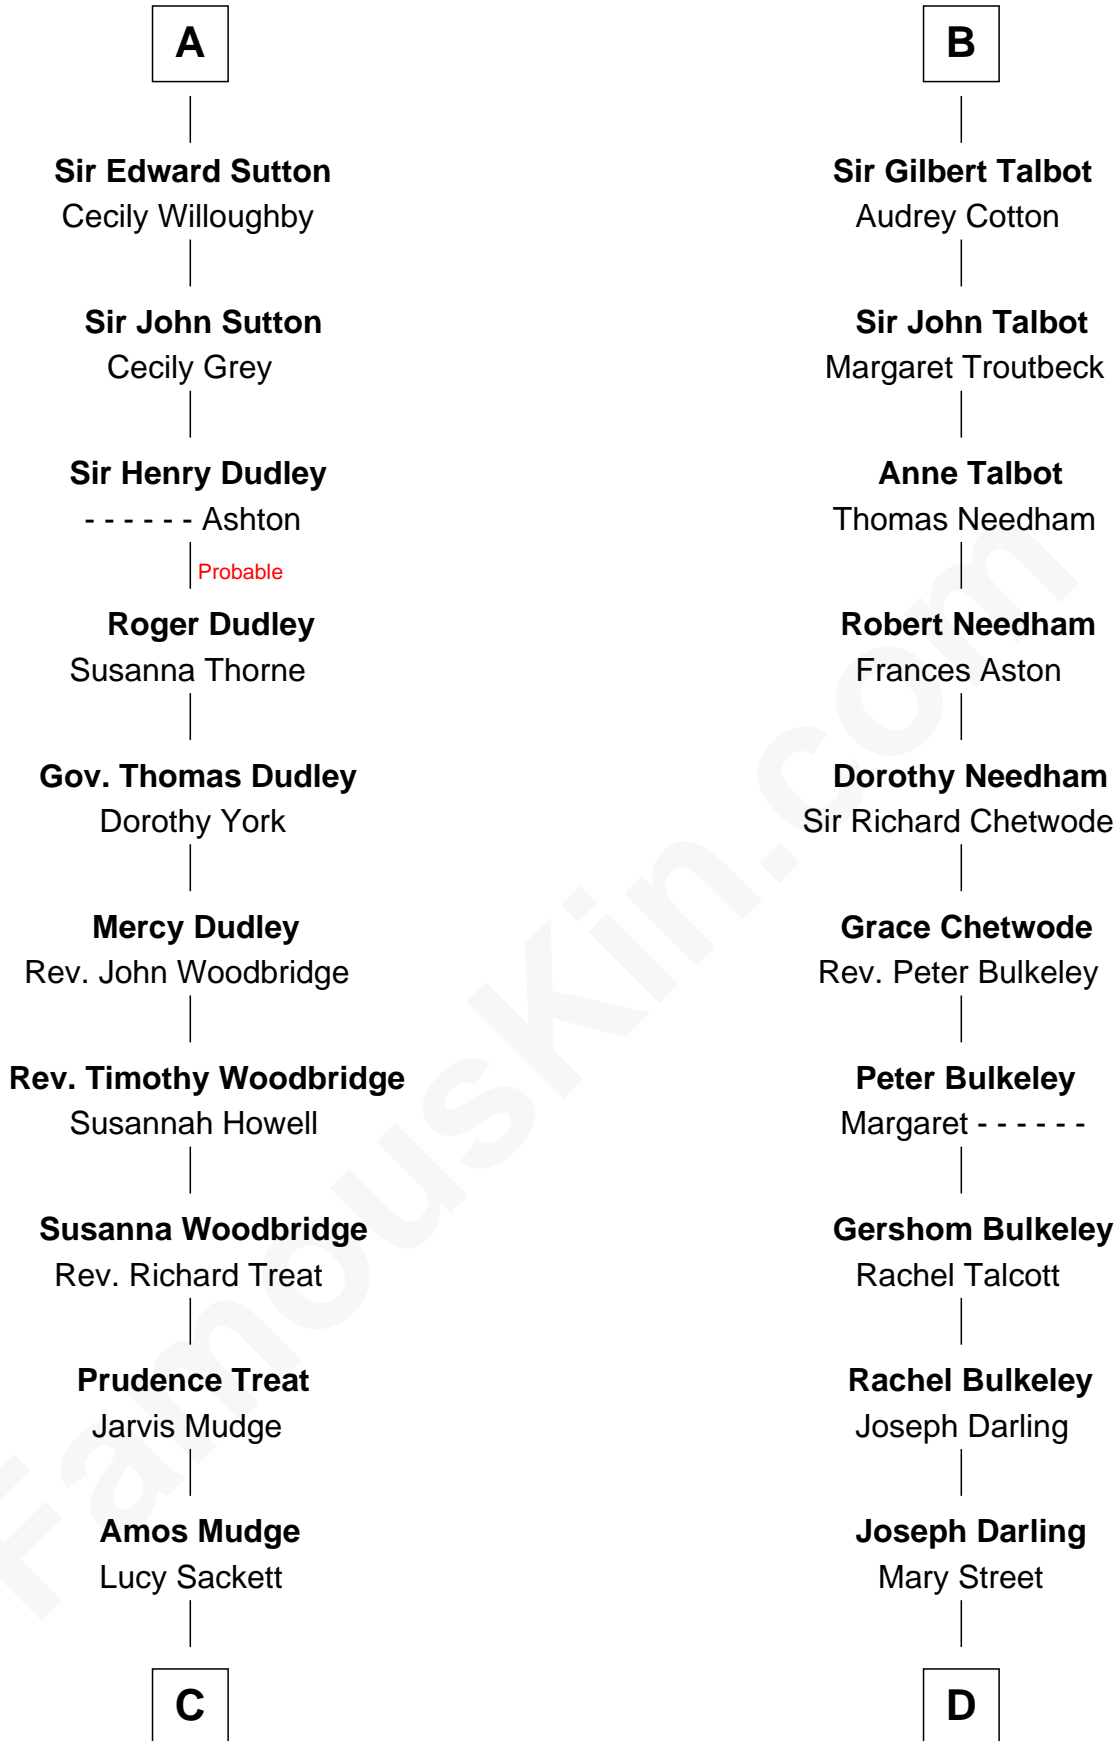 A
Sir Edward Sutton
Cecily Willoughby
Sir John Sutton
Cecily Grey
Sir Henry Dudley
- - - - - - Ashton
Probable
Roger Dudley
Susanna Thorne
Gov. Thomas Dudley
Dorothy York
Mercy Dudley
Rev. John Woodbridge
Rev. Timothy Woodbridge
Susannah Howell
Susanna Woodbridge
Rev. Richard Treat
Prudence Treat
Jarvis Mudge
Amos Mudge
Lucy Sackett
C
B
Sir Gilbert Talbot
Audrey Cotton
Sir John Talbot
Margaret Troutbeck
Anne Talbot
Thomas Needham
Robert Needham
Frances Aston
Dorothy Needham
Sir Richard Chetwode
Grace Chetwode
Rev. Peter Bulkeley
Peter Bulkeley
Margaret - - - - - -
Gershom Bulkeley
Rachel Talcott
Rachel Bulkeley
Joseph Darling
Joseph Darling
Mary Street
D
FamousKin.com